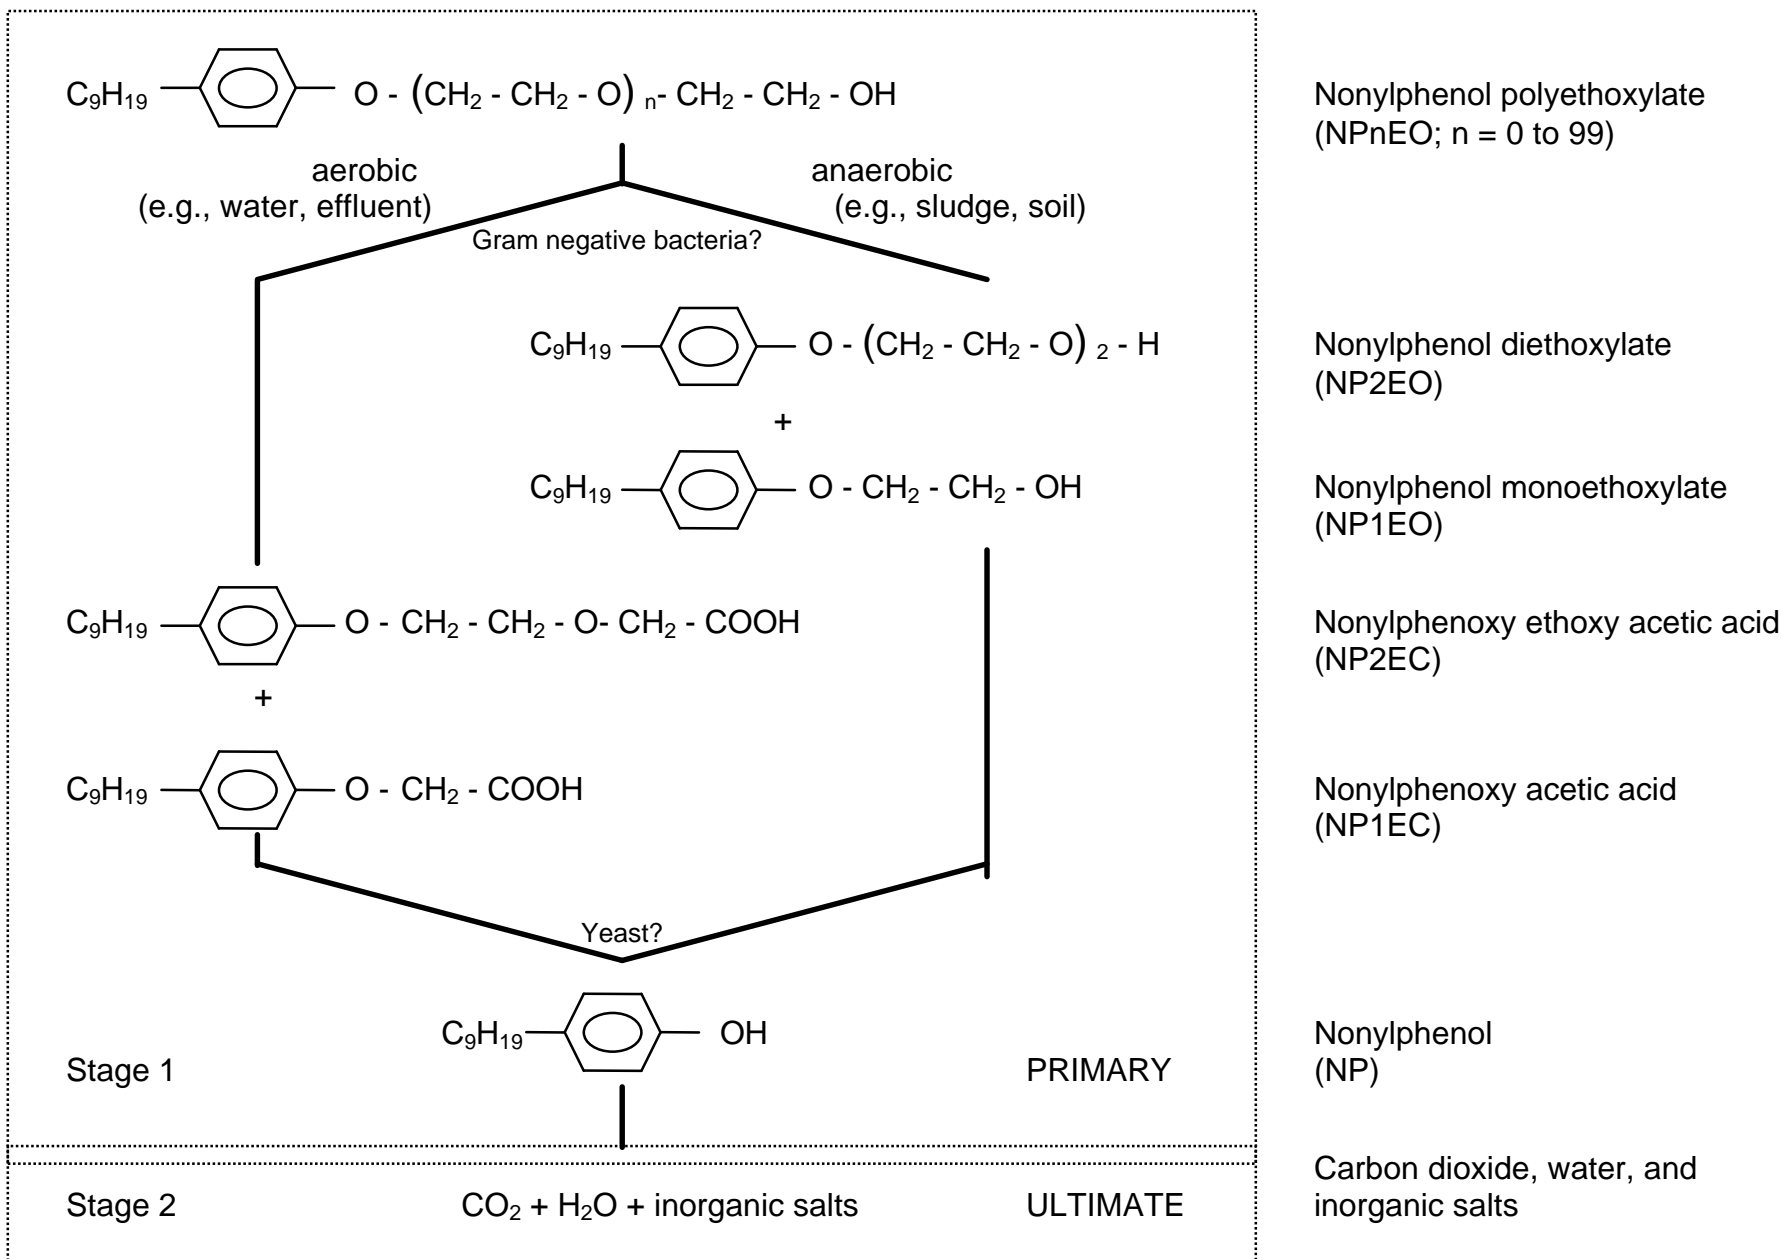 C₉H₁₉ O - (CH₂ - CH₂ - O) ₙ- CH₂ - CH₂ - OH
Nonylphenol polyethoxylate
(NPnEO; n = 0 to 99)
aerobic
(e.g., water, effluent)
anaerobic
(e.g., sludge, soil)
Gram negative bacteria?
C₉H₁₉ O - (CH₂ - CH₂ - O) ₂ - H
Nonylphenol diethoxylate
(NP2EO)
+
C₉H₁₉ O - CH₂ - CH₂ - OH
Nonylphenol monoethoxylate
(NP1EO)
C₉H₁₉ O - CH₂ - CH₂ - O- CH₂ - COOH
Nonylphenoxy ethoxy acetic acid
(NP2EC)
+
C₉H₁₉ O - CH₂ - COOH
Nonylphenoxy acetic acid
(NP1EC)
Yeast?
C₉H₁₉ OH
Nonylphenol
(NP)
Stage 1 PRIMARY
Stage 2 CO₂ + H₂O + inorganic salts ULTIMATE
Carbon dioxide, water, and
inorganic salts